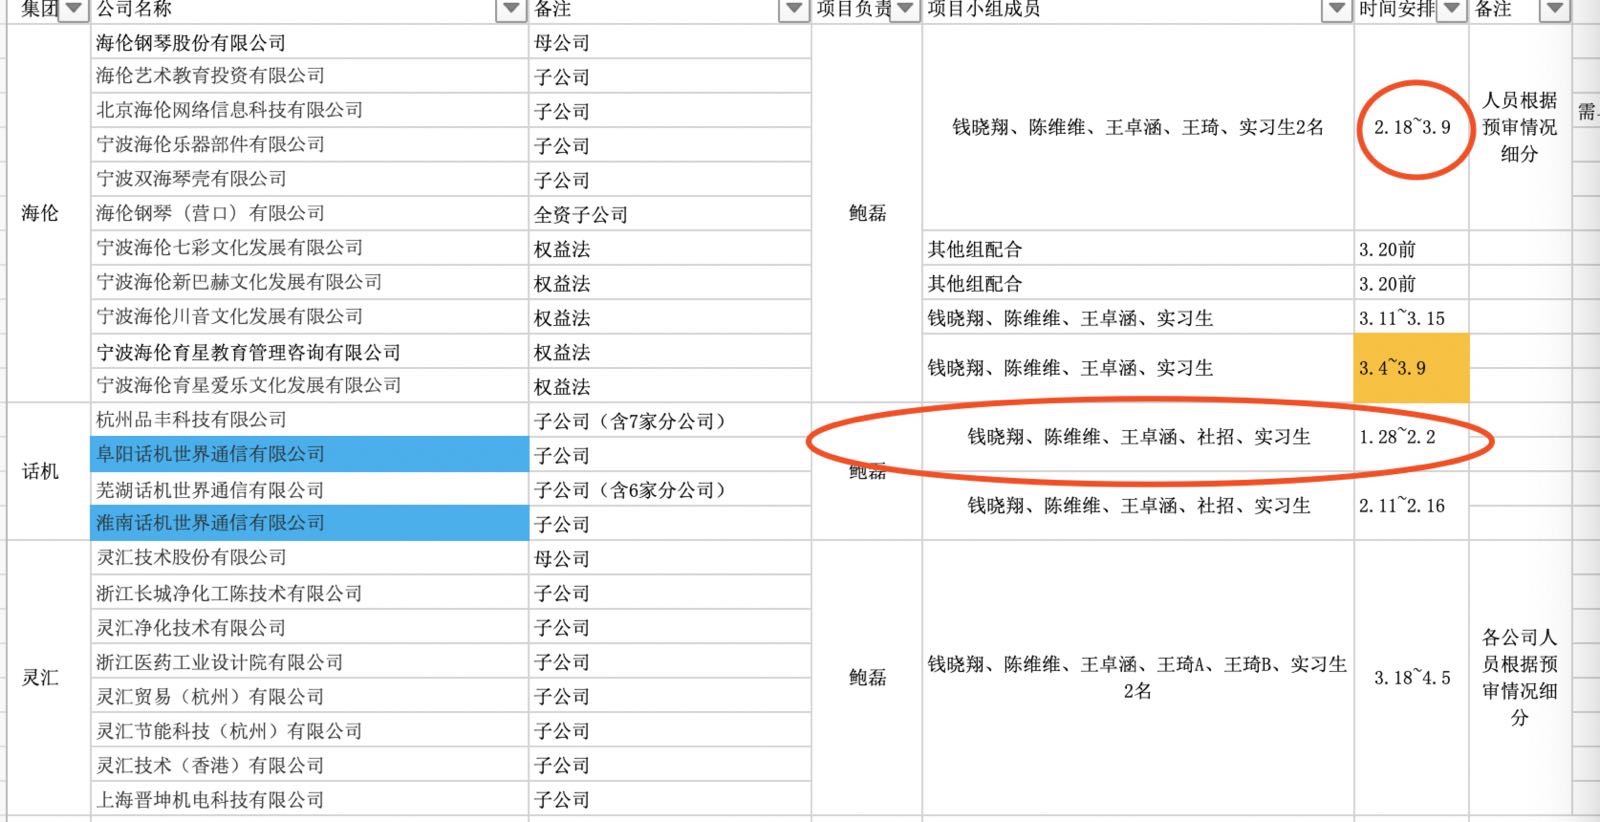 集团 公司名称 备注 项目负责 项目小组成员 时间安排 备注
海伦钢琴股份有限公司 母公司
海伦艺术教育投资有限公司 子公司
北京海伦网络信息科技有限公司 子公司
宁波海伦乐器部件有限公司 子公司
宁波双海琴壳有限公司 子公司
海伦钢琴（营口）有限公司 全资子公司
宁波海伦七彩文化发展有限公司 权益法
宁波海伦新巴赫文化发展有限公司 权益法
宁波海伦川音文化发展有限公司 权益法
宁波海伦育星教育管理咨询有限公司 权益法
宁波海伦育星爱乐文化发展有限公司 权益法
海伦
鲍磊
钱晓翔、陈维维、王卓涵、王琦、实习生2名 2.18~3.9
人员根据
预审情况
细分
需
其他组配合 3.20前
其他组配合 3.20前
钱晓翔、陈维维、王卓涵、实习生 3.11~3.15
钱晓翔、陈维维、王卓涵、实习生 3.4~3.9
杭州品丰科技有限公司 子公司（含7家分公司）
阜阳话机世界通信有限公司 子公司
芜湖话机世界通信有限公司 子公司（含6家分公司）
淮南话机世界通信有限公司 子公司
话机
鲍磊
钱晓翔、陈维维、王卓涵、社招、实习生 1.28~2.2
钱晓翔、陈维维、王卓涵、社招、实习生 2.11~2.16
灵汇技术股份有限公司 母公司
浙江长城净化工陈技术有限公司 子公司
灵汇净化技术有限公司 子公司
浙江医药工业设计院有限公司 子公司
灵汇贸易（杭州）有限公司 子公司
灵汇节能科技（杭州）有限公司 子公司
灵汇技术（香港）有限公司 子公司
上海晋坤机电科技有限公司 子公司
灵汇
鲍磊
钱晓翔、陈维维、王卓涵、王琦A、王琦B、实习生
2名
3.18~4.5
各公司人
员根据预
审情况细
分